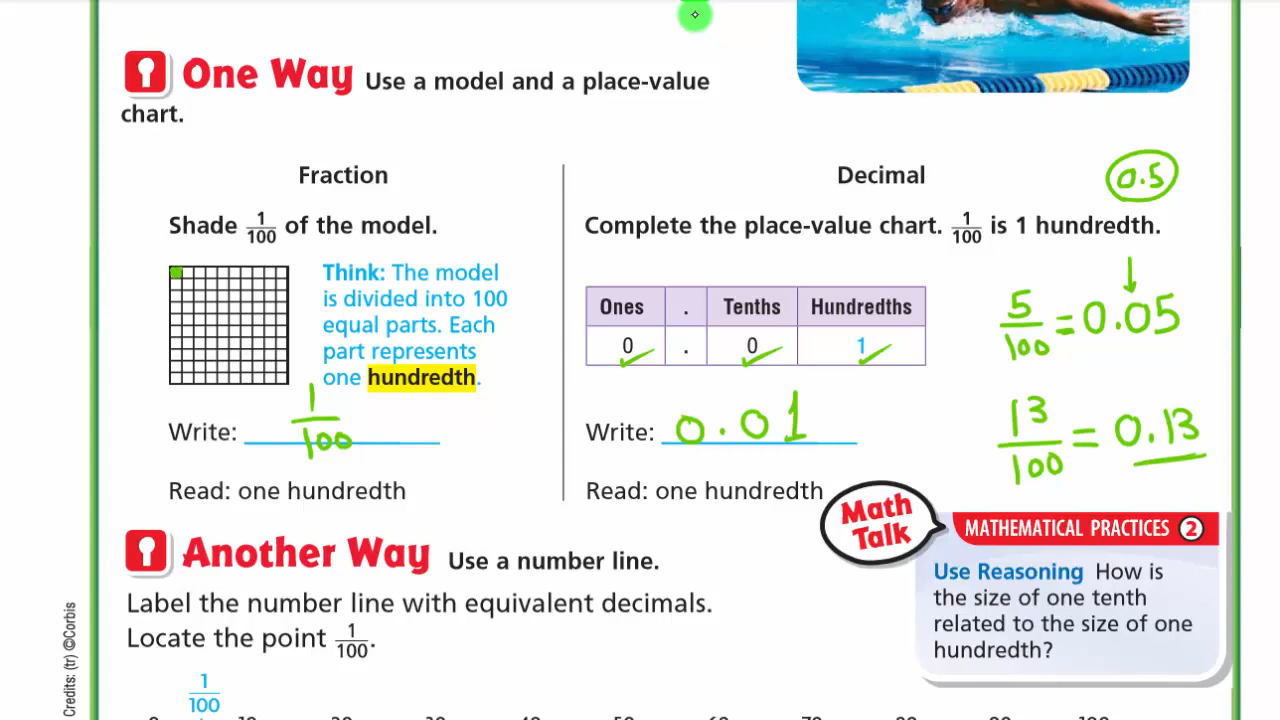 One Way Use a model and a place-value
chart.
Fraction
Shade 1/100 of the model.
Think: The model
is divided into 100
equal parts. Each
part represents
one hundredth.
Write: 1/100
Read: one hundredth
Decimal
Complete the place-value chart. 1/100 is 1 hundredth.
Ones . Tenths Hundredths
0 . 0 1
Write: 0.01
Read: one hundredth
0.5
5/100 = 0.05
13/100 = 0.13
Math
Talk
MATHEMATICAL PRACTICES 2
Use Reasoning How is
the size of one tenth
related to the size of one
hundredth?
Another Way Use a number line.
Label the number line with equivalent decimals.
Locate the point 1/100.
1/100
Credits: (tr) ©Corbis